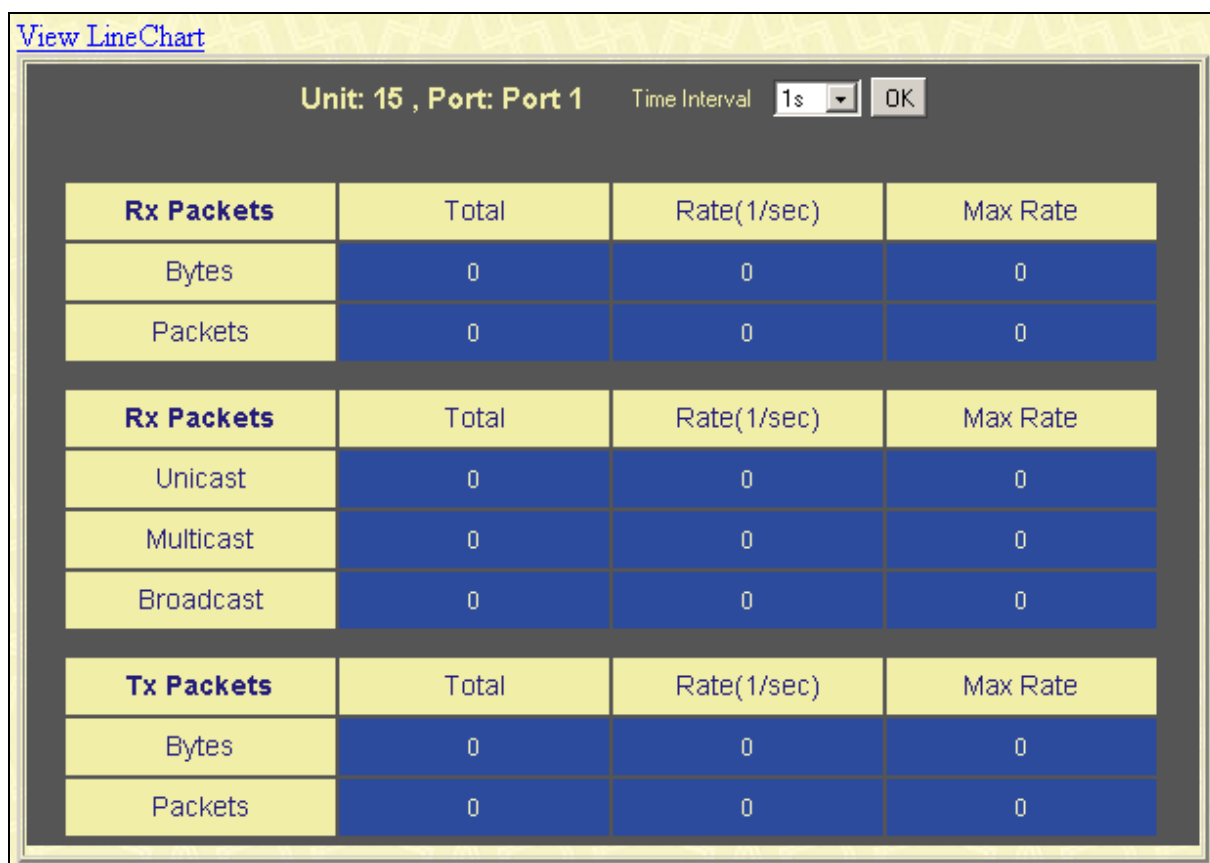 View LineChart
Unit: 15 , Port: Port 1 Time Interval 1s OK
Rx Packets Total Rate(1/sec) Max Rate
Bytes 0 0 0
Packets 0 0 0
Rx Packets Total Rate(1/sec) Max Rate
Unicast 0 0 0
Multicast 0 0 0
Broadcast 0 0 0
Tx Packets Total Rate(1/sec) Max Rate
Bytes 0 0 0
Packets 0 0 0